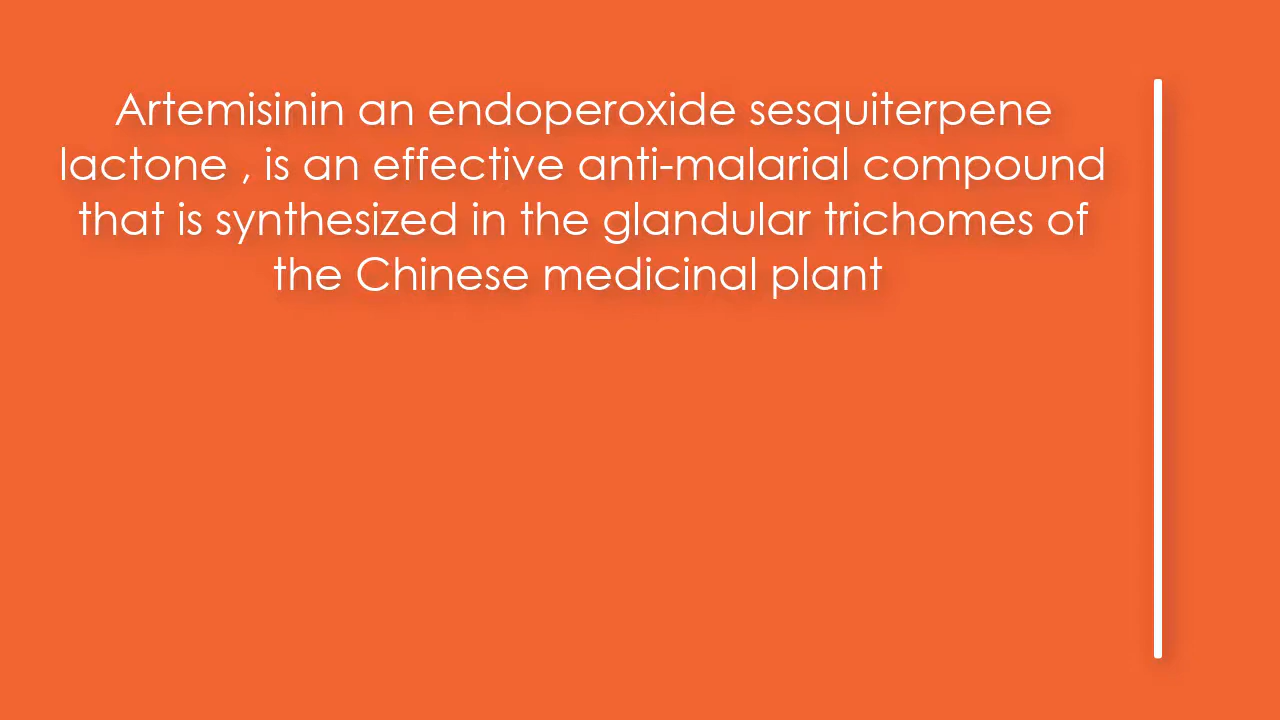 Artemisinin an endoperoxide sesquiterpene
lactone , is an effective anti-malarial compound
that is synthesized in the glandular trichomes of
the Chinese medicinal plant